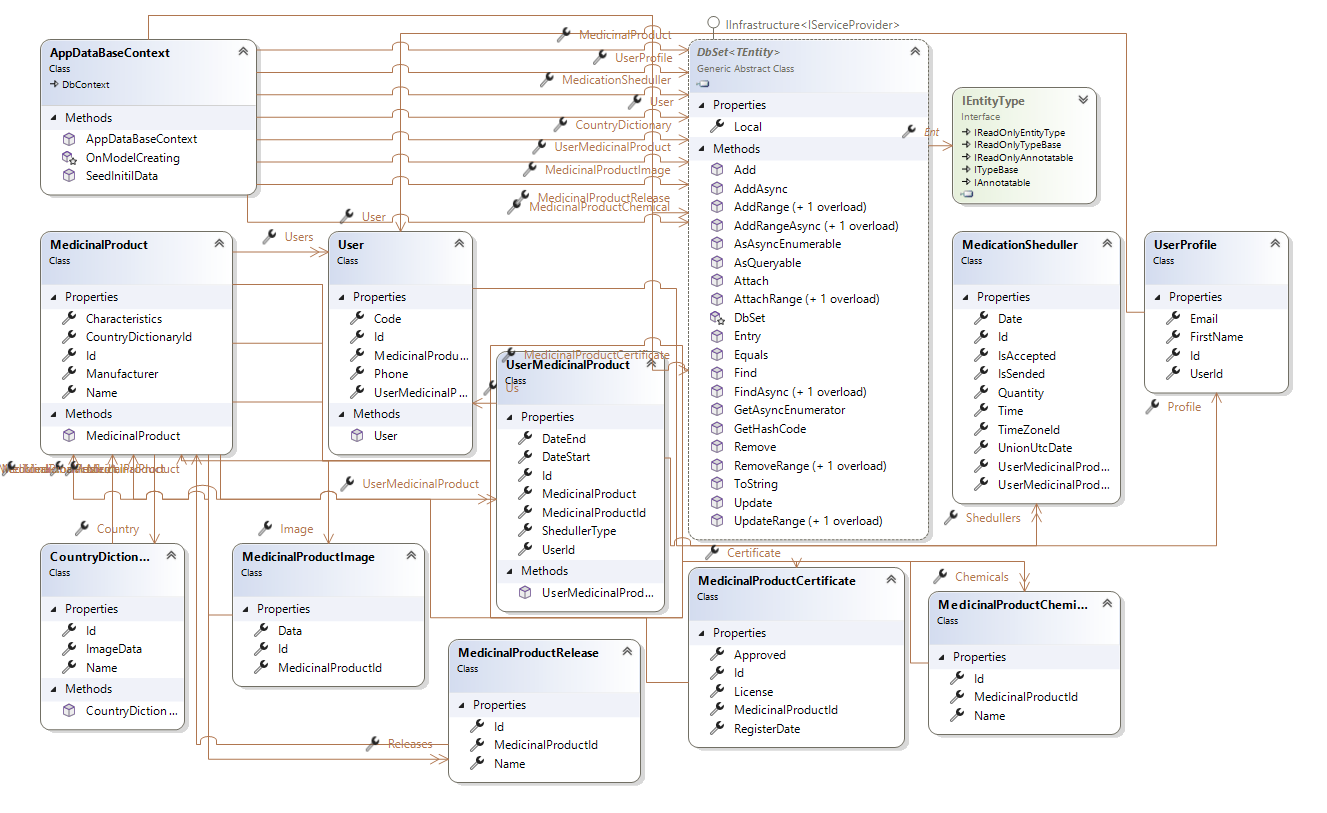 IInfrastructure<IServiceProvider>
AppDataBaseContext
Class
DbContext
Methods
AppDataBaseContext
OnModelCreating
SeedInitilData
MedicinalProduct
UserProfile
MedicationSheduller
User
CountryDictionary
UserMedicinalProduct
MedicinalProductImage
MedicinalProductRelease
MedicinalProductChemical
DbSet<TEntity>
Generic Abstract Class
Properties
Local
Methods
Add
AddAsync
AddRange (+ 1 overload)
AddRangeAsync (+ 1 overload)
AsAsyncEnumerable
AsQueryable
Attach
AttachRange (+ 1 overload)
DbSet
Entry
Equals
Find
FindAsync (+ 1 overload)
GetAsyncEnumerator
GetHashCode
Remove
RemoveRange (+ 1 overload)
ToString
Update
UpdateRange (+ 1 overload)
Ent
IEntityType
Interface
IReadOnlyEntityType
IReadOnlyTypeBase
IReadOnlyAnnotatable
ITypeBase
IAnnotatable
User
Users
MedicinalProduct
Class
Properties
Characteristics
CountryDictionaryId
Id
Manufacturer
Name
Methods
MedicinalProduct
User
Class
Properties
Code
Id
MedicinalProdu...
Phone
UserMedicinalP...
Methods
User
MedicinalProductCertificate
Us
UserMedicinalProduct
Class
Properties
DateEnd
DateStart
Id
MedicinalProduct
MedicinalProductId
ShedullerType
UserId
Methods
UserMedicinalProd...
MedicationSheduller
Class
Properties
Date
Id
IsAccepted
IsSended
Quantity
Time
TimeZoneId
UnionUtcDate
UserMedicinalProd...
UserMedicinalProd...
UserProfile
Class
Properties
Email
FirstName
Id
UserId
Profile
Shedullers
UserMedicinalProduct
Country
Image
Certificate
Chemicals
CountryDiction...
Class
Properties
Id
ImageData
Name
Methods
CountryDiction ...
MedicinalProductImage
Class
Properties
Data
Id
MedicinalProductId
MedicinalProductRelease
Class
Properties
Id
MedicinalProductId
Name
Releases
MedicinalProductCertificate
Class
Properties
Approved
Id
License
MedicinalProductId
RegisterDate
MedicinalProductChemi...
Class
Properties
Id
MedicinalProductId
Name